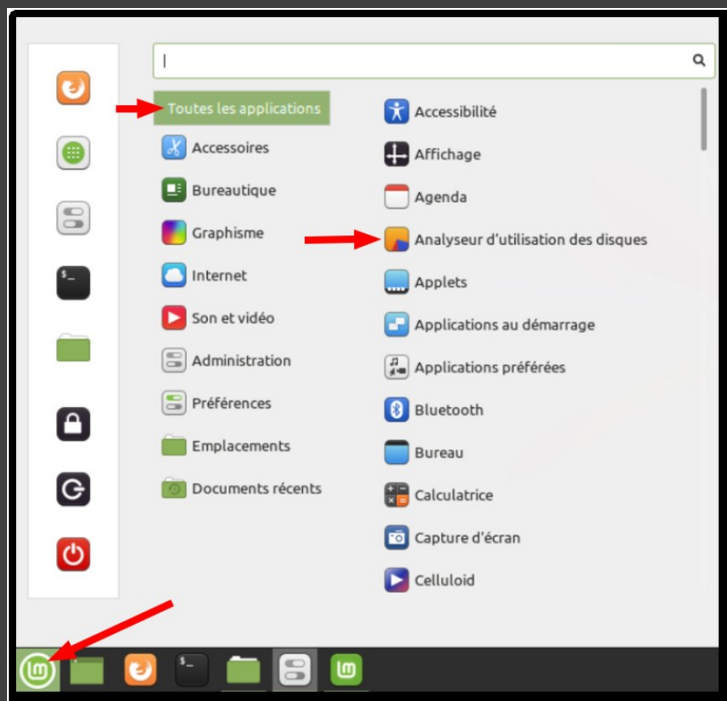 Toutes les applications
Accessoires
Bureautique
Graphisme
Internet
Son et vidéo
Administration
Préférences
Emplacements
Documents récents
Accessibilité
Affichage
Agenda
Analyseur d'utilisation des disques
Applets
Applications au démarrage
Applications préférées
Bluetooth
Bureau
Calculatrice
Capture d'écran
Celluloid
$_
$_